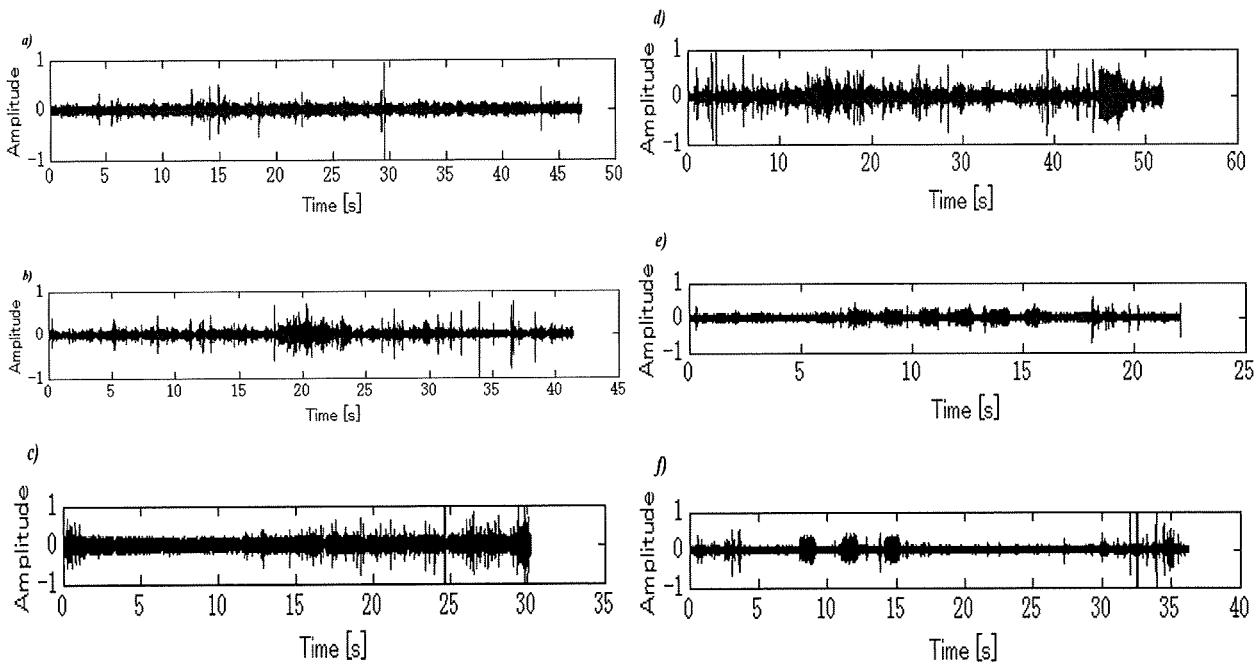 a)
1
0
-1
Amplitude
0 5 10 15 20 25 30 35 40 45 50
Time [s]
b)
1
0
-1
Amplitude
0 5 10 15 20 25 30 35 40 45
Time [s]
c)
1
0
-1
Amplitude
0 5 10 15 20 25 30 35
Time [s]
d)
1
0
-1
Amplitude
0 10 20 30 40 50 60
Time [s]
e)
1
0
-1
Amplitude
0 5 10 15 20 25
Time [s]
f)
1
0
-1
Amplitude
0 5 10 15 20 25 30 35 40
Time [s]